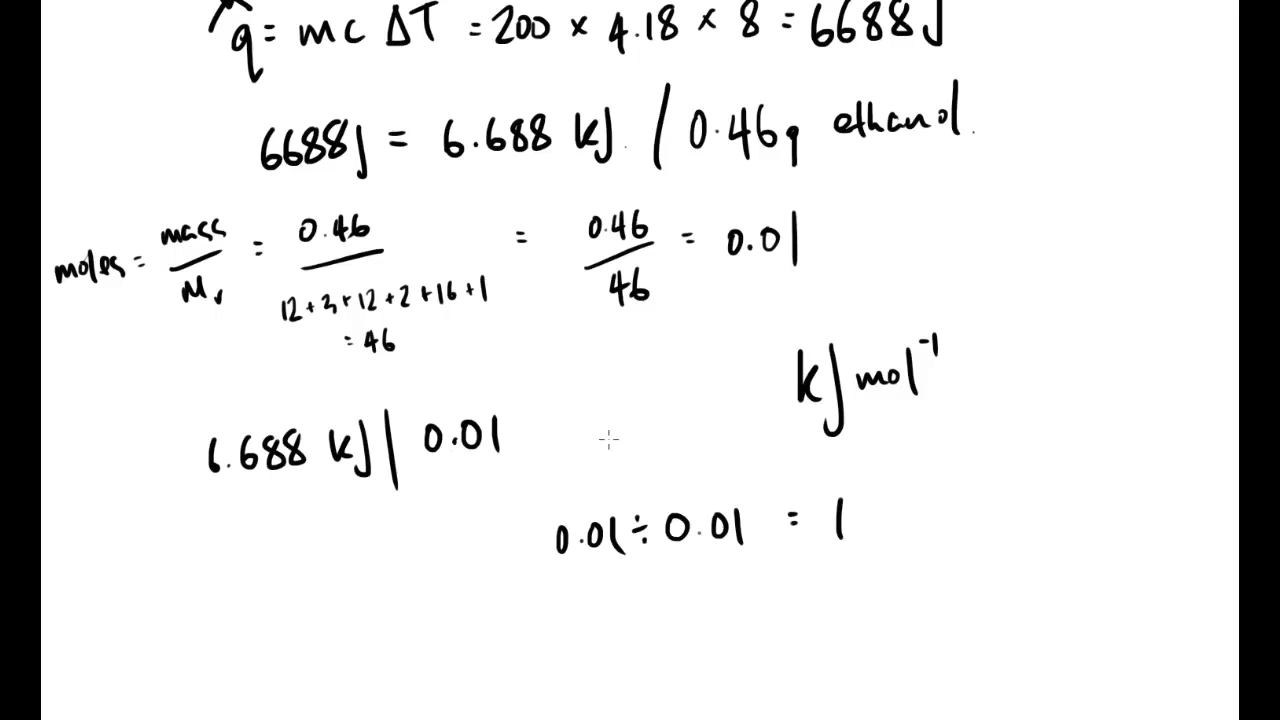 q = mc ΔT = 200 × 4.18 × 8 = 6688J
6688J = 6.688 kJ / 0.46g ethanol.
moles = mass/Mr = 0.46/12+3+12+2+16+1 = 0.46/46 = 0.01
= 46
kJ mol⁻¹
6.688 kJ | 0.01
0.01 ÷ 0.01 = 1